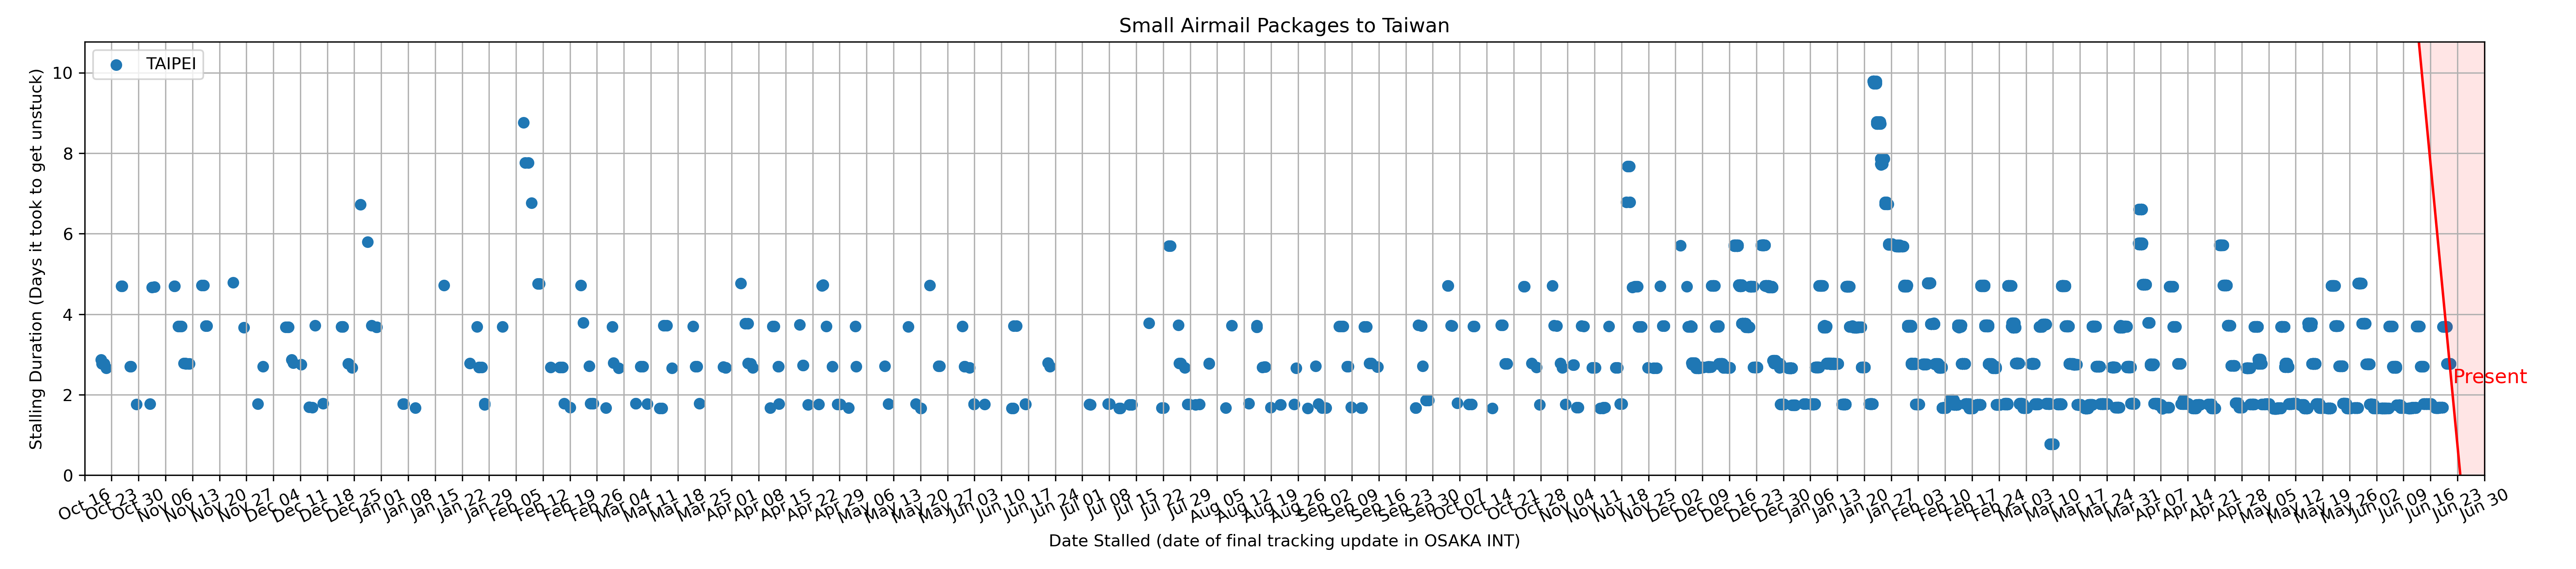 Small Airmail Packages to Taiwan
Stalling Duration (Days it took to get unstuck)
10
8
6
4
2
0
TAIPEI
Present
Oct 16
Oct 23
Oct 30
Nov 06
Nov 13
Nov 20
Nov 27
Dec 04
Dec 11
Dec 18
Dec 25
Jan 01
Jan 08
Jan 15
Jan 22
Jan 29
Feb 05
Feb 12
Feb 19
Feb 26
Mar 04
Mar 11
Mar 18
Mar 25
Apr 01
Apr 08
Apr 15
Apr 22
Apr 29
May 06
May 13
May 20
May 27
Jun 03
Jun 10
Jun 17
Jun 24
Jul 01
Jul 08
Jul 15
Jul 22
Jul 29
Aug 05
Aug 12
Aug 19
Aug 26
Sep 02
Sep 09
Sep 16
Sep 23
Sep 30
Oct 07
Oct 14
Oct 21
Oct 28
Nov 04
Nov 11
Nov 18
Nov 25
Dec 02
Dec 09
Dec 16
Dec 23
Dec 30
Jan 06
Jan 13
Jan 20
Jan 27
Feb 03
Feb 10
Feb 17
Feb 24
Mar 03
Mar 10
Mar 17
Mar 24
Mar 31
Apr 07
Apr 14
Apr 21
Apr 28
May 05
May 12
May 19
May 26
Jun 02
Jun 09
Jun 16
Jun 23
Jun 30
Date Stalled (date of final tracking update in OSAKA INT)